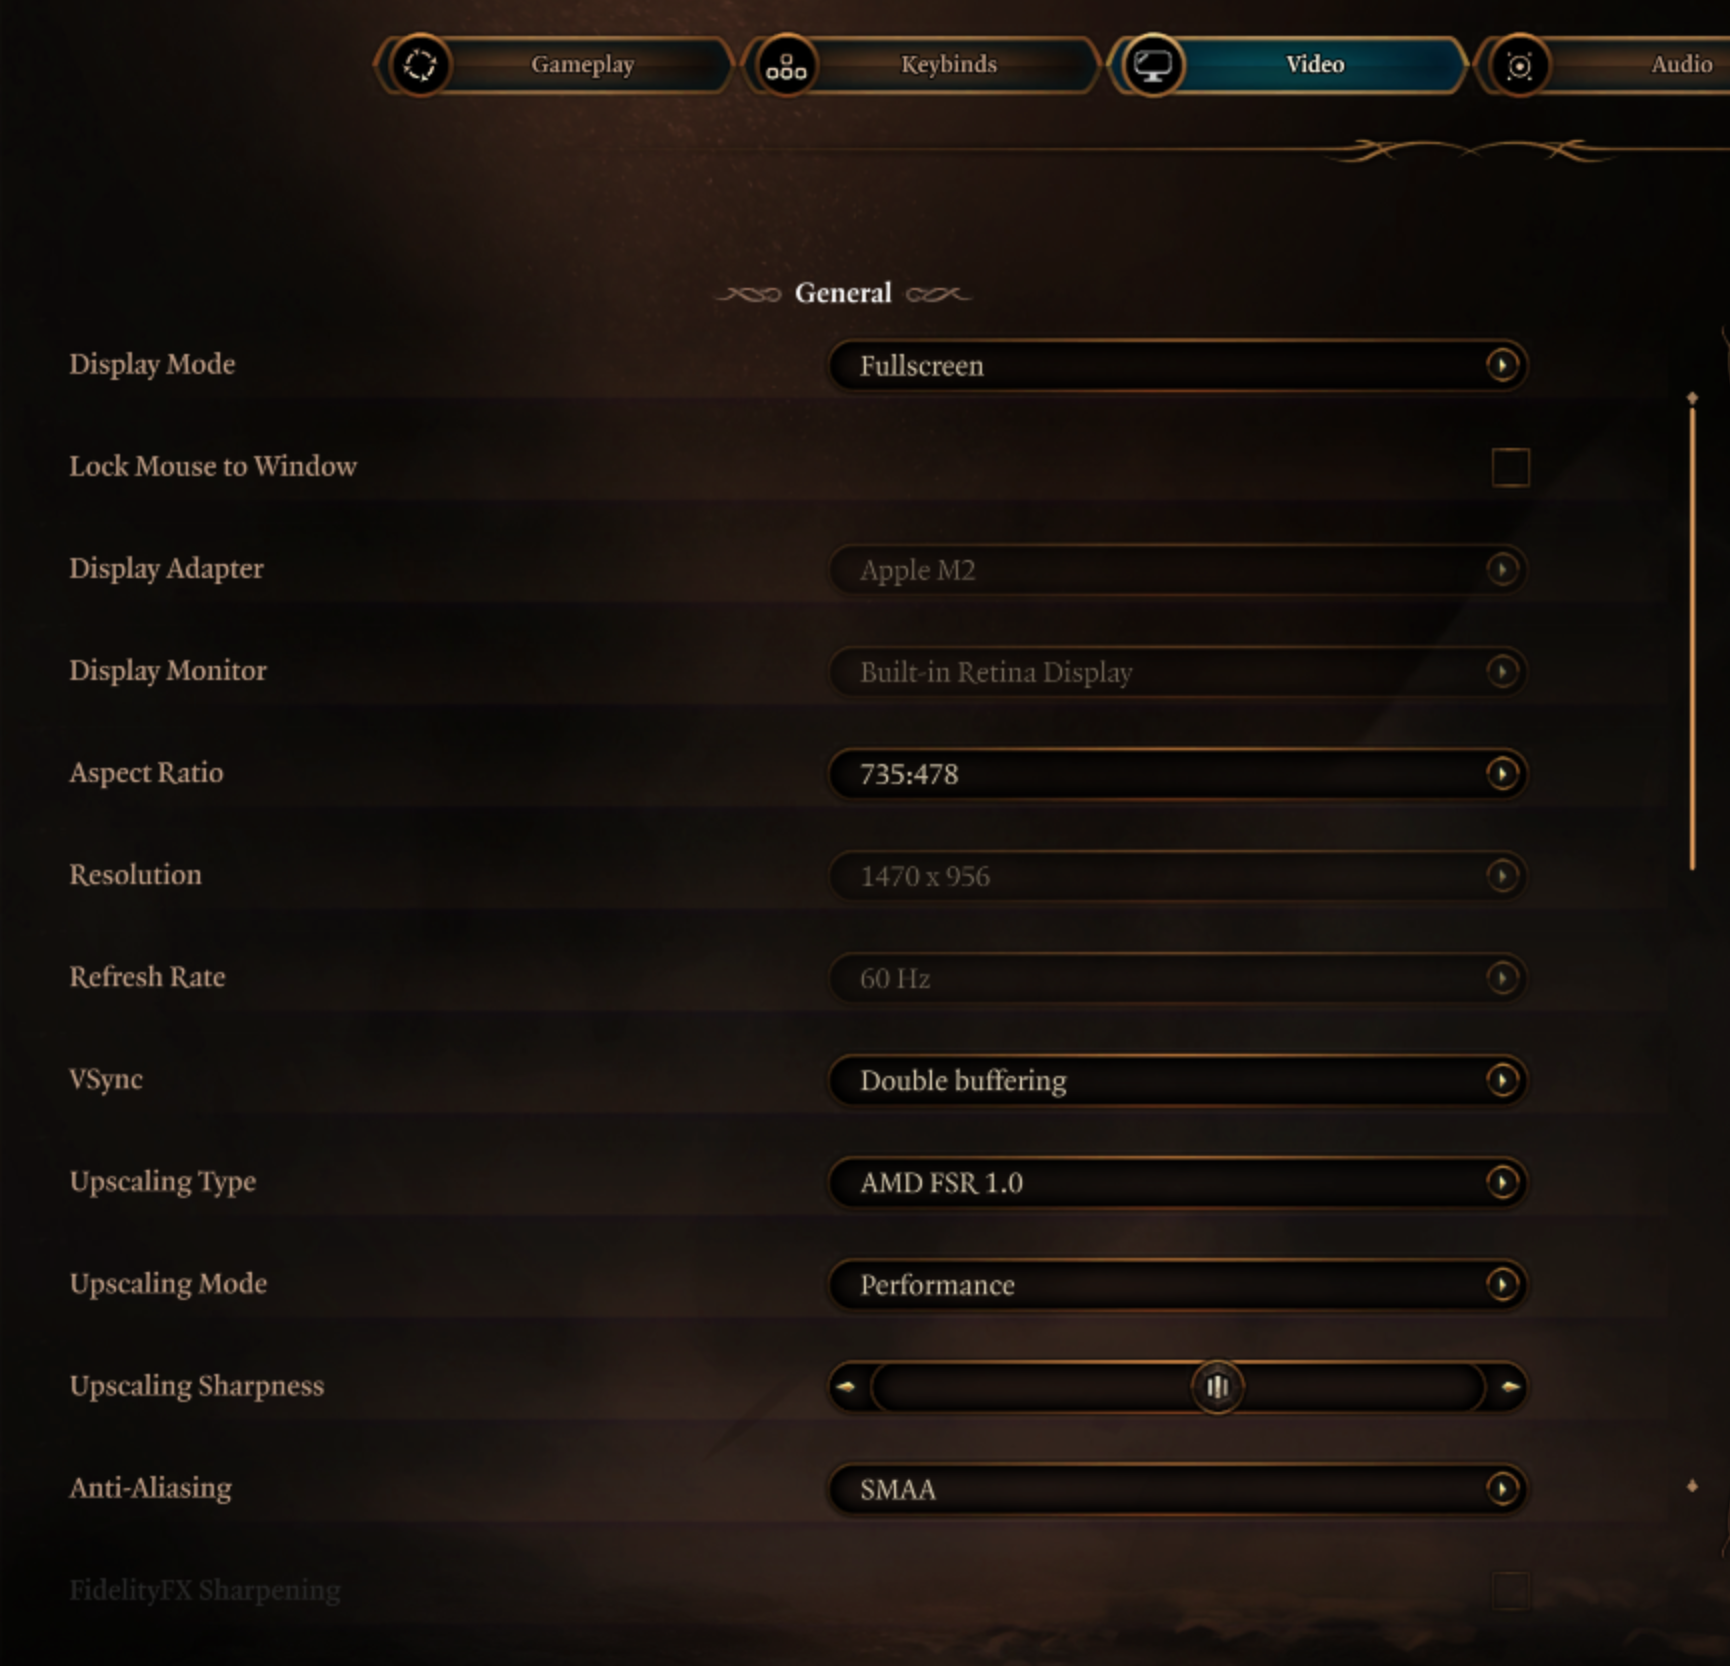 Gameplay
Keybinds
Video
Audio
General
Display Mode
Fullscreen
Lock Mouse to Window
Display Adapter
Apple M2
Display Monitor
Built-in Retina Display
Aspect Ratio
735:478
Resolution
1470 x 956
Refresh Rate
60 Hz
VSync
Double buffering
Upscaling Type
AMD FSR 1.0
Upscaling Mode
Performance
Upscaling Sharpness
Anti-Aliasing
SMAA
FidelityFX Sharpening